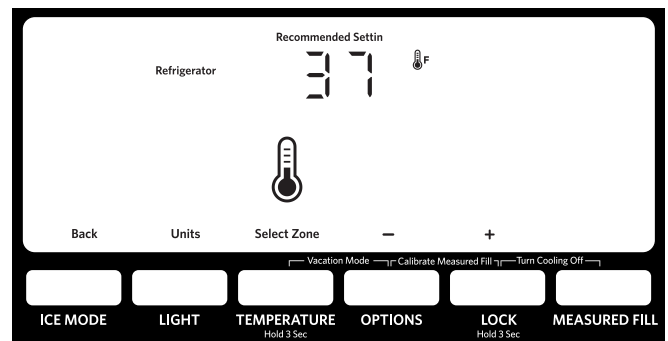 Recommended Settin
Refrigerator 37 F
Back Units Select Zone – +
Vacation Mode Calibrate Measured Fill Turn Cooling Off
ICE MODE LIGHT TEMPERATURE OPTIONS LOCK MEASURED FILL
Hold 3 Sec Hold 3 Sec